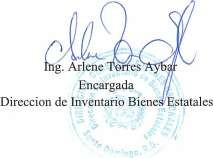 Ing. Arlene Torres Aybar
Encargada
Direccion de Inventario Bienes Estatales